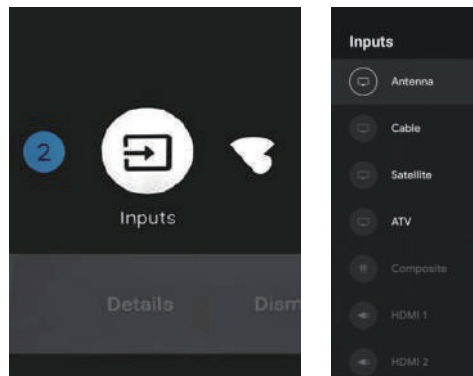 2
Inputs
Details
Dism
Inputs
Antenna
Cable
Satellite
ATV
Composite
HDMI 1
HDMI 2